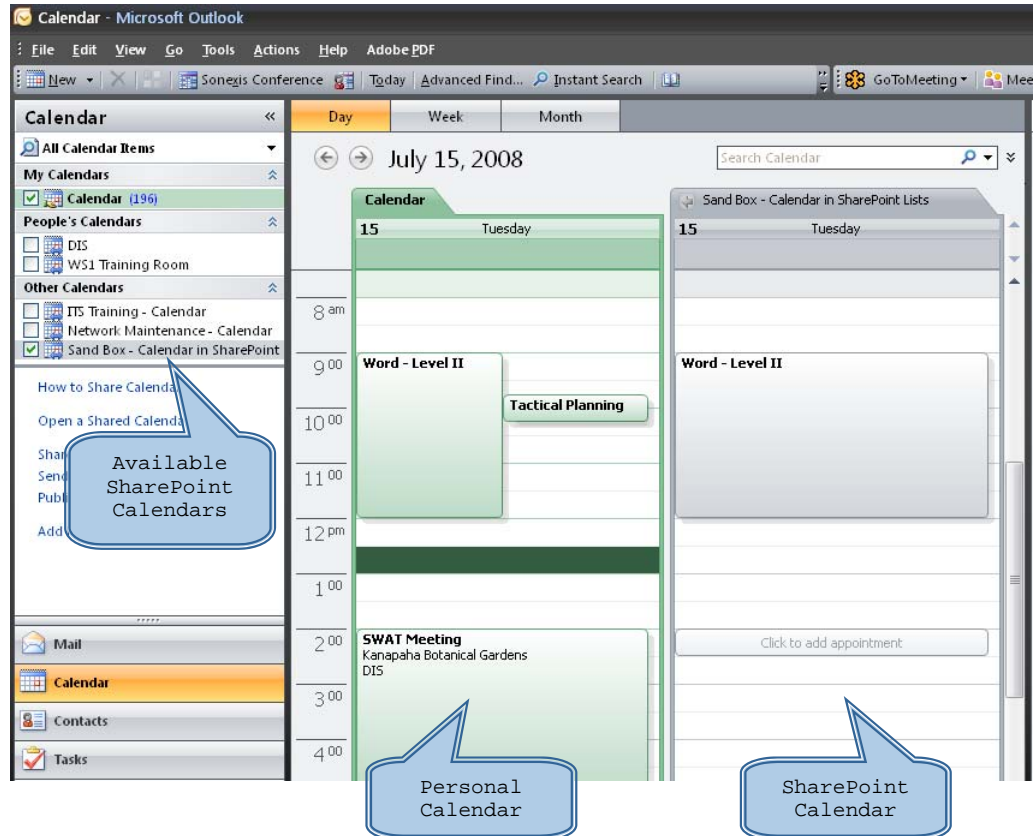 Calendar - Microsoft Outlook
File Edit View Go Tools Actions Help Adobe PDF
New Sonexis Conference Today Advanced Find... Instant Search GoToMeeting Mee
Calendar «
All Calendar Items
My Calendars
Calendar (196)
People's Calendars
DIS
WS1 Training Room
Other Calendars
ITS Training - Calendar
Network Maintenance - Calendar
Sand Box - Calendar in SharePoint
How to Share Calenda
Open a Shared Calenda
Shar
Send
Publ
Add
Available
SharePoint
Calendars
Mail
Calendar
Contacts
Tasks
Day Week Month
July 15, 2008
Search Calendar
Calendar
15 Tuesday
Sand Box - Calendar in SharePoint Lists
15 Tuesday
8 am
9 00
10 00
11 00
12 pm
1 00
2 00
3 00
4 00
Word - Level II
Tactical Planning
SWAT Meeting
Kanapaha Botanical Gardens
DIS
Word - Level II
Click to add appointment
Personal
Calendar
SharePoint
Calendar